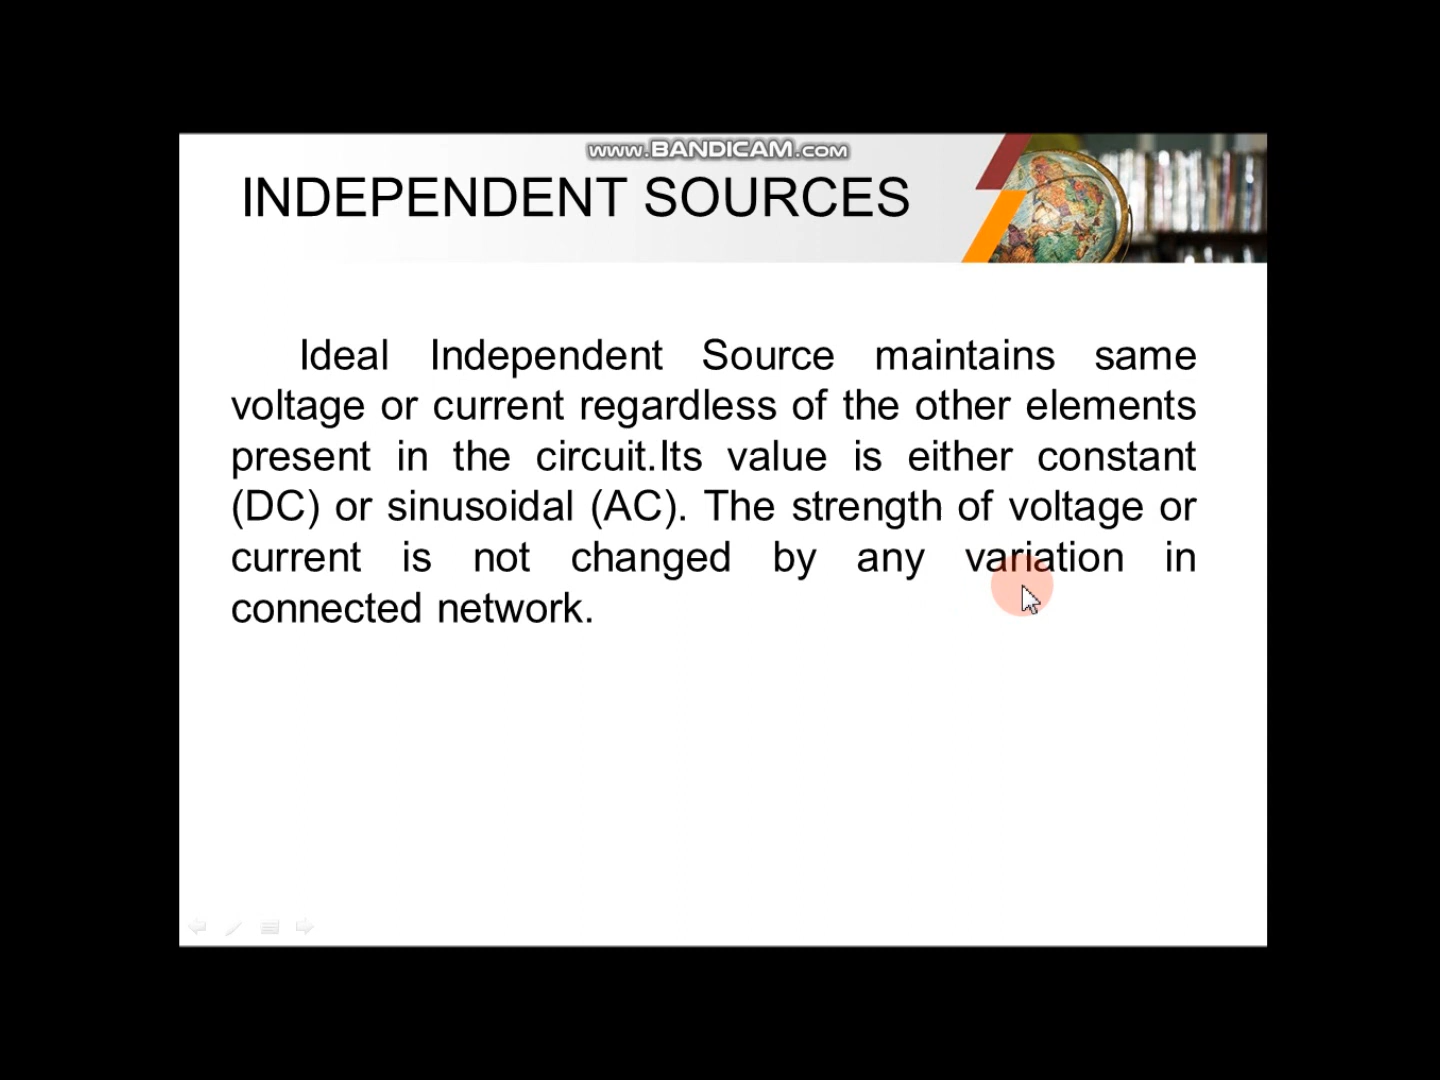 www.BANDICAM.com
INDEPENDENT SOURCES
Ideal Independent Source maintains same
voltage or current regardless of the other elements
present in the circuit.Its value is either constant
(DC) or sinusoidal (AC). The strength of voltage or
current is not changed by any variation in
connected network.